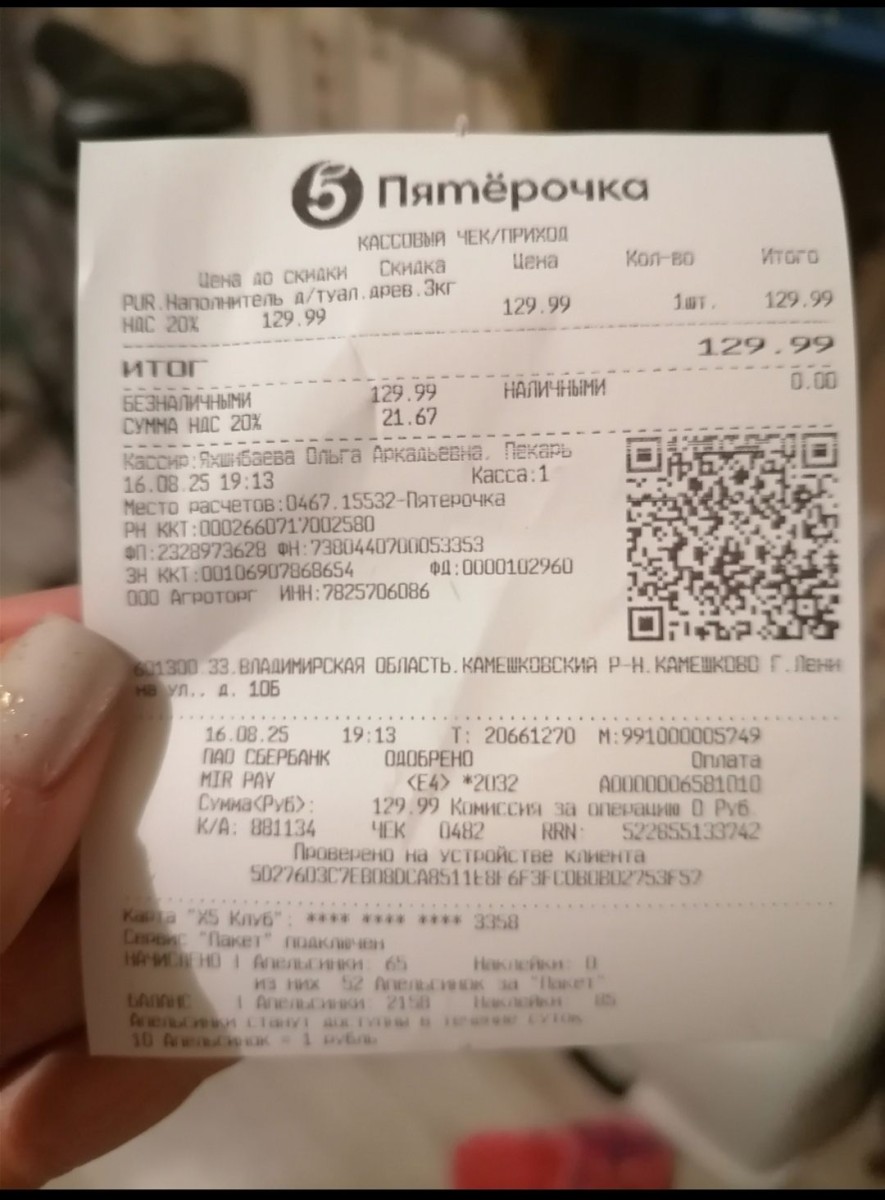 5 Пятёрочка
КАССОВЫЙ ЧЕК/ПРИХОД
Цена до скидки Скидка Цена Кол-во Итого
PUR.Наполнитель д/туал.древ.3кг
НДС 20% 129.99 129.99 1шт. 129.99
ИТОГ 129.99
БЕЗНАЛИЧНЫМИ 129.99 НАЛИЧНЫМИ 0.00
СУММА НДС 20% 21.67
Кассир:Яхшибаева Ольга Аркадьевна, Пекарь
16.08.25 19:13 Касса:1
Место расчетов:0467.15532-Пятерочка
РН ККТ:0002660717002580
ФП:2328973628 ФН:7380440700053353
ЗН ККТ:00106907868654 ФД:0000102960
ООО Агроторг ИНН:7825706086
601300 33.ВЛАДИМИРСКАЯ ОБЛАСТЬ.КАМЕШКОВСКИЙ Р-Н.КАМЕШКОВО Г.Лени
на ул., д. 10Б
16.08.25 19:13 Т: 20661270 М:991000005749
ПАО СБЕРБАНК ОДОБРЕНО Оплата
MIR PAY <E4> *2032 A0000006581010
Сумма<Руб>: 129.99 Комиссия за операцию 0 Руб.
К/А: 881134 ЧЕК 0482 RRN: 522855133742
Проверено на устройстве клиента
Карта "Х5 Клуб": **** **** **** 3358
Сервис "Пакет" подключен
НАЧИСЛЕНО | Апельсинки: 65 Наклейки: 0
из них 52 Апельсинок за "Пакет"
БАЛАНС | Апельсинки: 2158 Наклейки: 85
Апельсинки станут доступны в течение суток
10 Апельсинок = 1 рубль